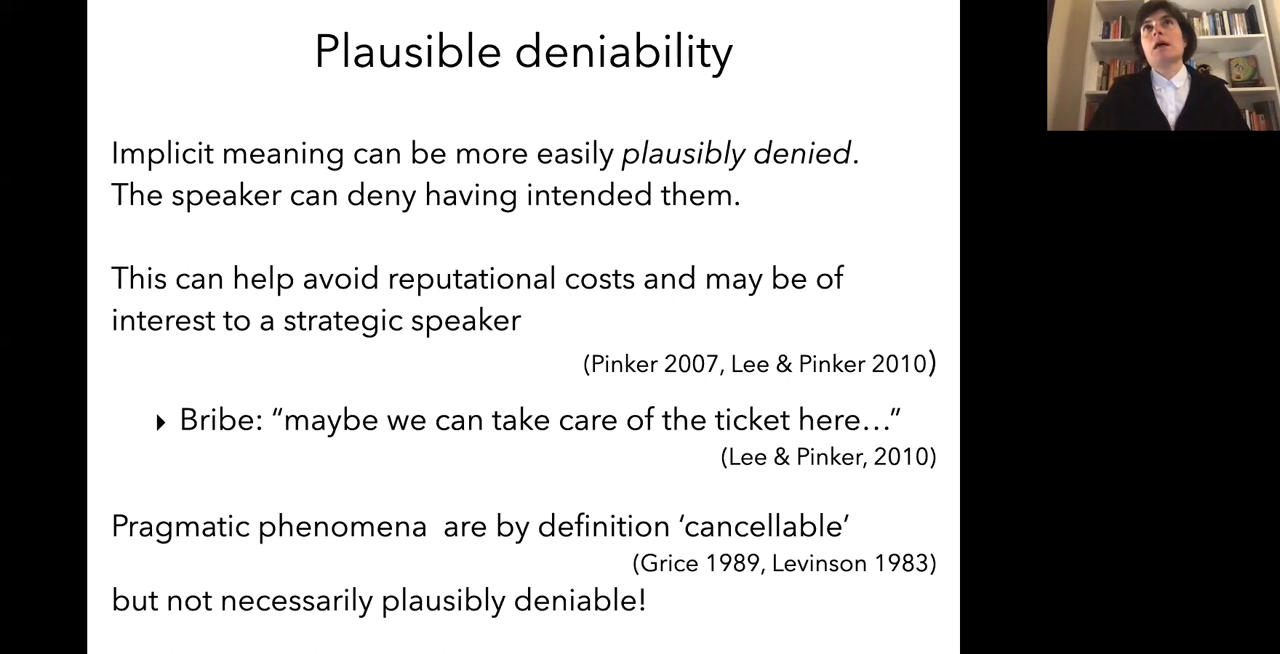 Plausible deniability
Implicit meaning can be more easily plausibly denied.
The speaker can deny having intended them.
This can help avoid reputational costs and may be of
interest to a strategic speaker
(Pinker 2007, Lee & Pinker 2010)
‣ Bribe: “maybe we can take care of the ticket here…”
(Lee & Pinker, 2010)
Pragmatic phenomena  are by definition ‘cancellable’
(Grice 1989, Levinson 1983)
but not necessarily plausibly deniable!